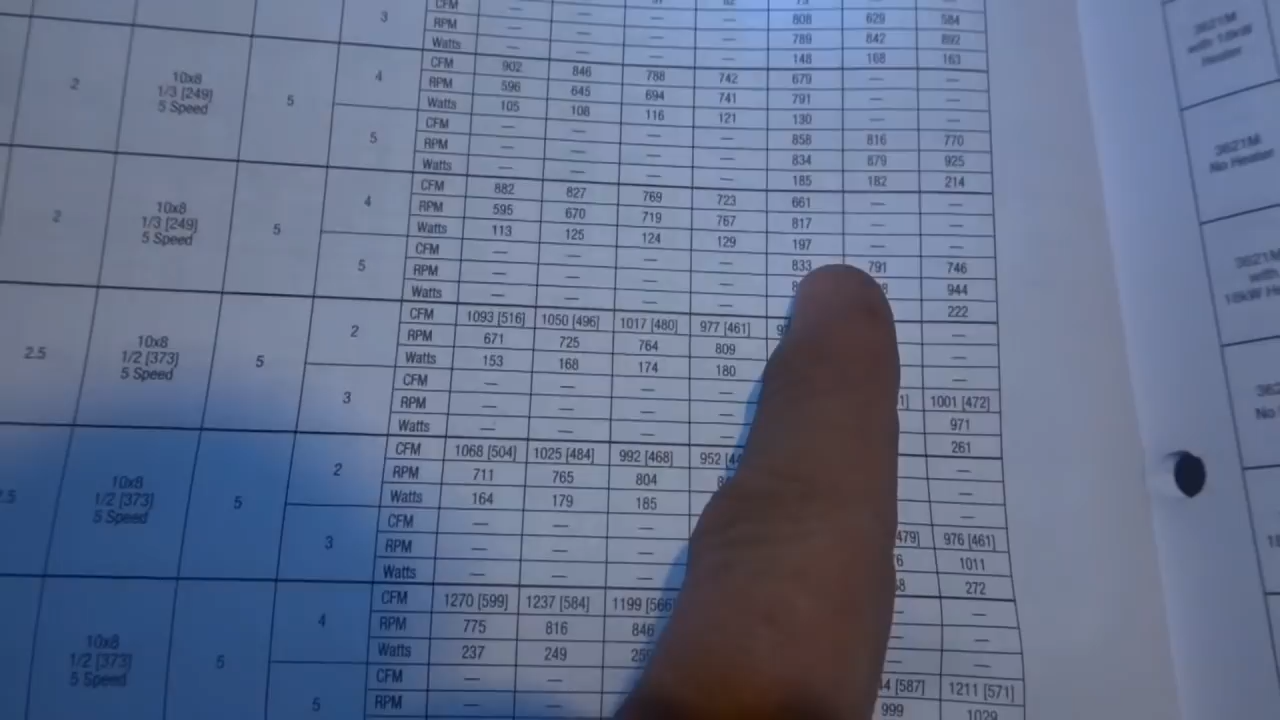 CFM — — 
3 RPM — — — — 808 629 584
Watts — — — — 789 842 892
148 168 163
2 10x8 1/3 [249] 5 Speed 5 4 CFM 902 846 788 742 679 — —
RPM 596 645 694 741 791 — —
Watts 105 108 116 121 130 — —
5 CFM — — — — 858 816 770
RPM — — — — 834 879 925
Watts — — — — 185 182 214
2 10x8 1/3 [249] 5 Speed 5 4 CFM 882 827 769 723 661 — —
RPM 595 670 719 767 817 — —
Watts 113 125 124 129 197 — —
5 CFM — — — — 833 791 746
RPM — — — — 944
Watts — — — — 222
2.5 10x8 1/2 [373] 5 Speed 5 2 CFM 1093 [516] 1050 [496] 1017 [480] 977 [461] —
RPM 671 725 764 809 —
Watts 153 168 174 180 —
3 CFM — — — 1001 [472]
RPM — — — 971
Watts — — — 261
10x8 1/2 [373] 5 Speed 5 2 CFM 1068 [504] 1025 [484] 992 [468] 952 —
RPM 711 765 804 —
Watts 164 179 185 —
3 CFM — — — 976 [461]
RPM — — — 1011
Watts — — — 272
10x8 1/2 [373] 5 Speed 5 4 CFM 1270 [599] 1237 [584] 1199 [566 — —
RPM 775 816 846 — —
Watts 237 249 — —
5 CFM — — [587] 1211 [571]
RPM — — 999 1029
3621M
with 18kW
Heater
3621M
No Heater